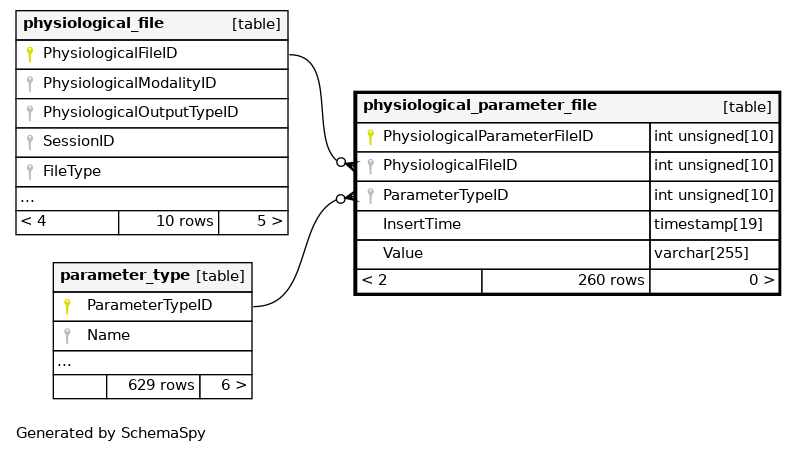 physiological_file [table]
PhysiologicalFileID
PhysiologicalModalityID
PhysiologicalOutputTypeID
SessionID
FileType
...
< 4 10 rows 5 >
physiological_parameter_file [table]
PhysiologicalParameterFileID int unsigned[10]
PhysiologicalFileID int unsigned[10]
ParameterTypeID int unsigned[10]
InsertTime timestamp[19]
Value varchar[255]
< 2 260 rows 0 >
parameter_type [table]
ParameterTypeID
Name
...
629 rows 6 >
Generated by SchemaSpy